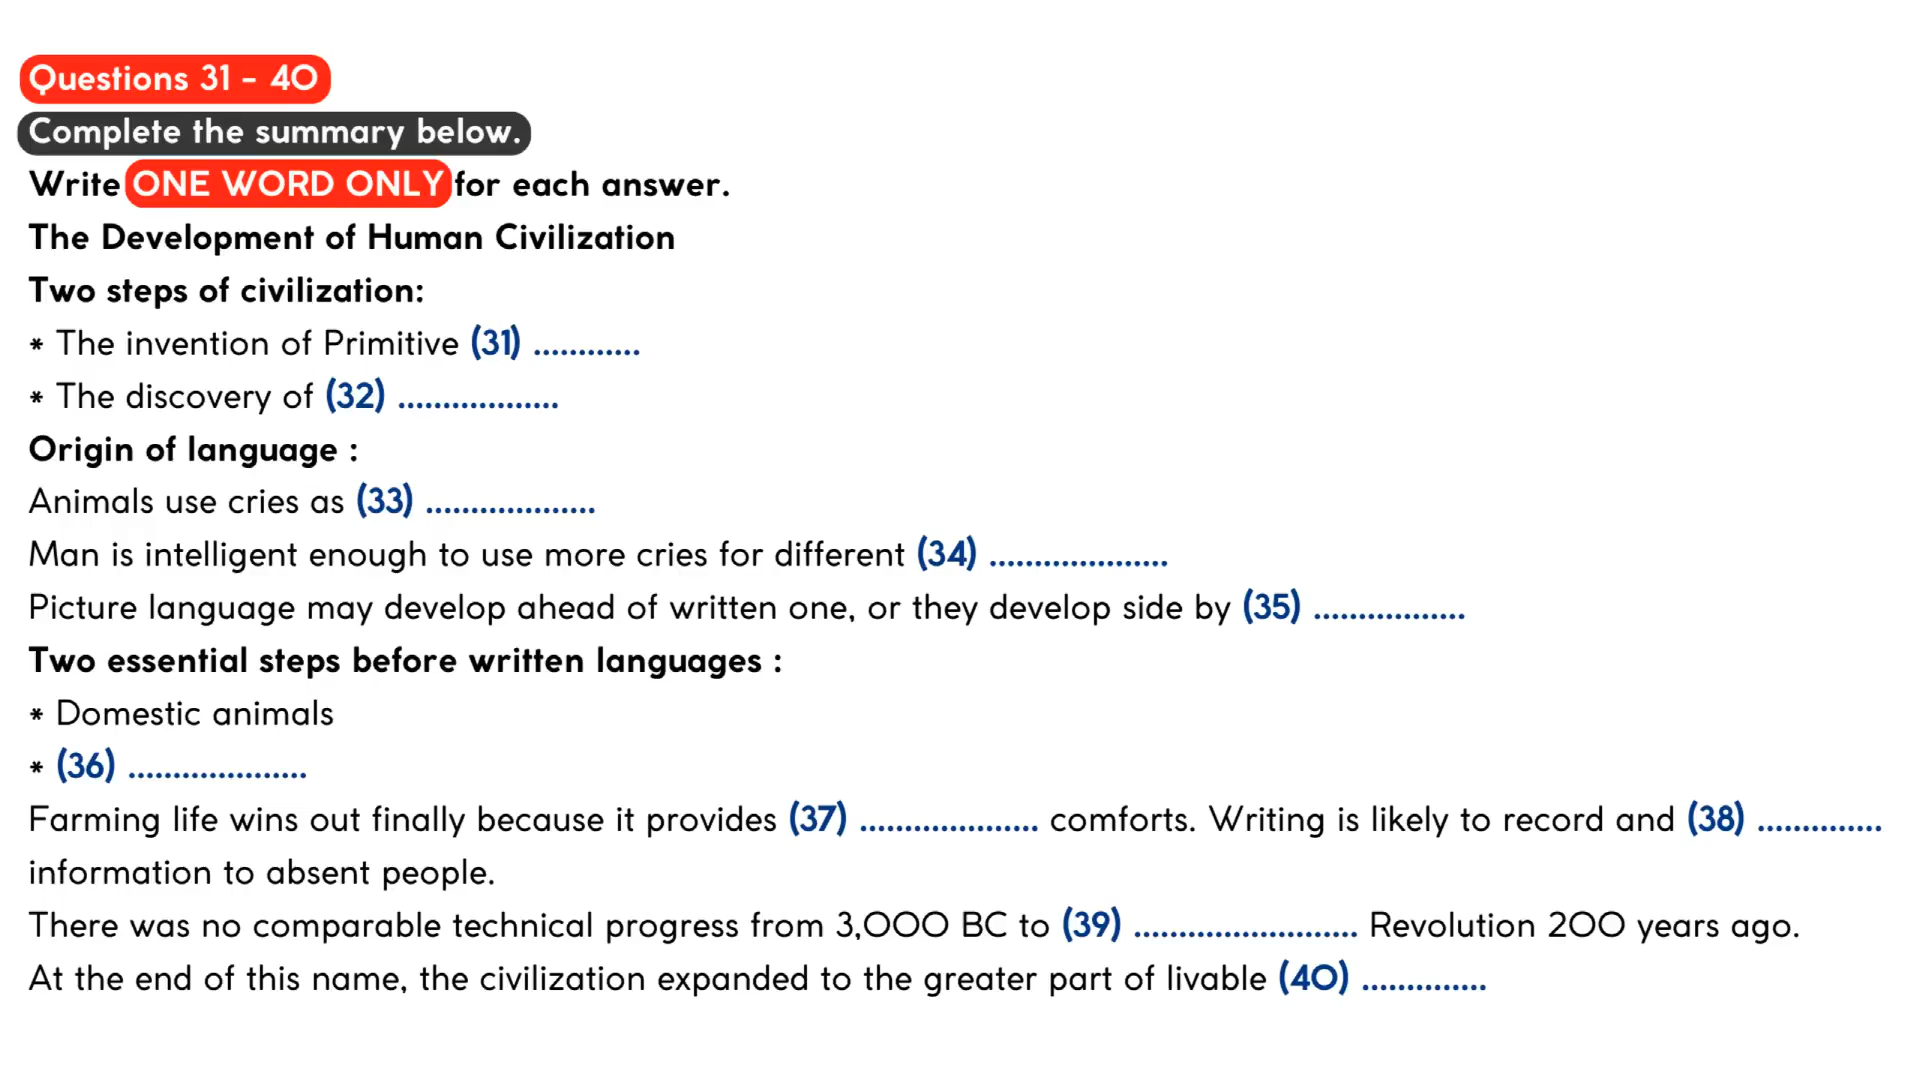 Questions 31 - 40
Complete the summary below.
Write ONE WORD ONLY for each answer.
The Development of Human Civilization
Two steps of civilization:
* The invention of Primitive (31) ............
* The discovery of (32) ..................
Origin of language :
Animals use cries as (33) ...................
Man is intelligent enough to use more cries for different (34) ....................
Picture language may develop ahead of written one, or they develop side by (35) .................
Two essential steps before written languages :
* Domestic animals
* (36) ....................
Farming life wins out finally because it provides (37) .................... comforts. Writing is likely to record and (38) ..............
information to absent people.
There was no comparable technical progress from 3,000 BC to (39) ......................... Revolution 200 years ago.
At the end of this name, the civilization expanded to the greater part of livable (40) ..............